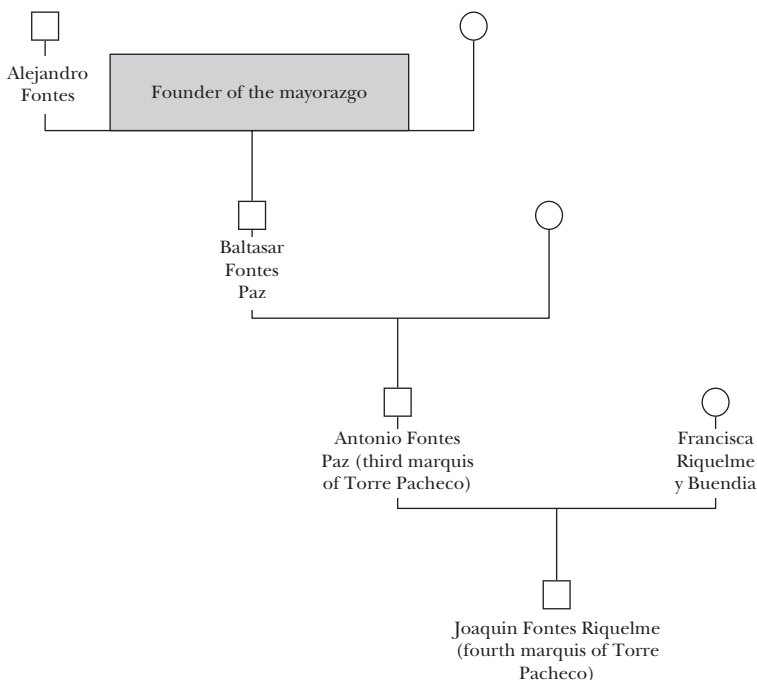 Alejandro
Fontes
Founder of the mayorazgo
Baltasar
Fontes
Paz
Antonio Fontes
Paz (third marquis
of Torre Pacheco)
Francisca
Riquelme
y Buendia
Joaquin Fontes Riquelme
(fourth marquis of Torre
Pacheco)